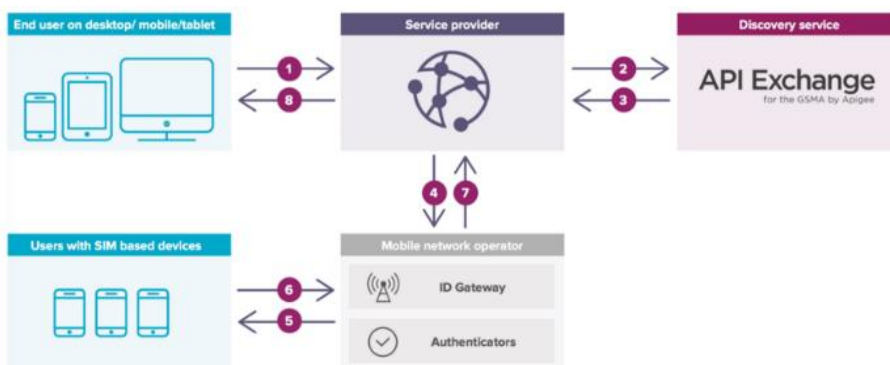 End user on desktop/ mobile/tablet
Service provider
Discovery service
1
2
8
3
API Exchange
for the GSMA by Apigee
4
7
Users with SIM based devices
Mobile network operator
6
ID Gateway
5
Authenticators